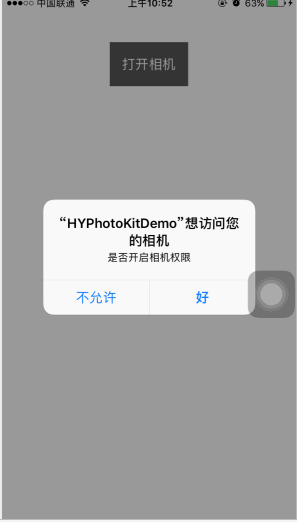 中国联通 上午10:52 63%
打开相机
“HYPhotoKitDemo”想访问您
的相机
是否开启相机权限
不允许 好